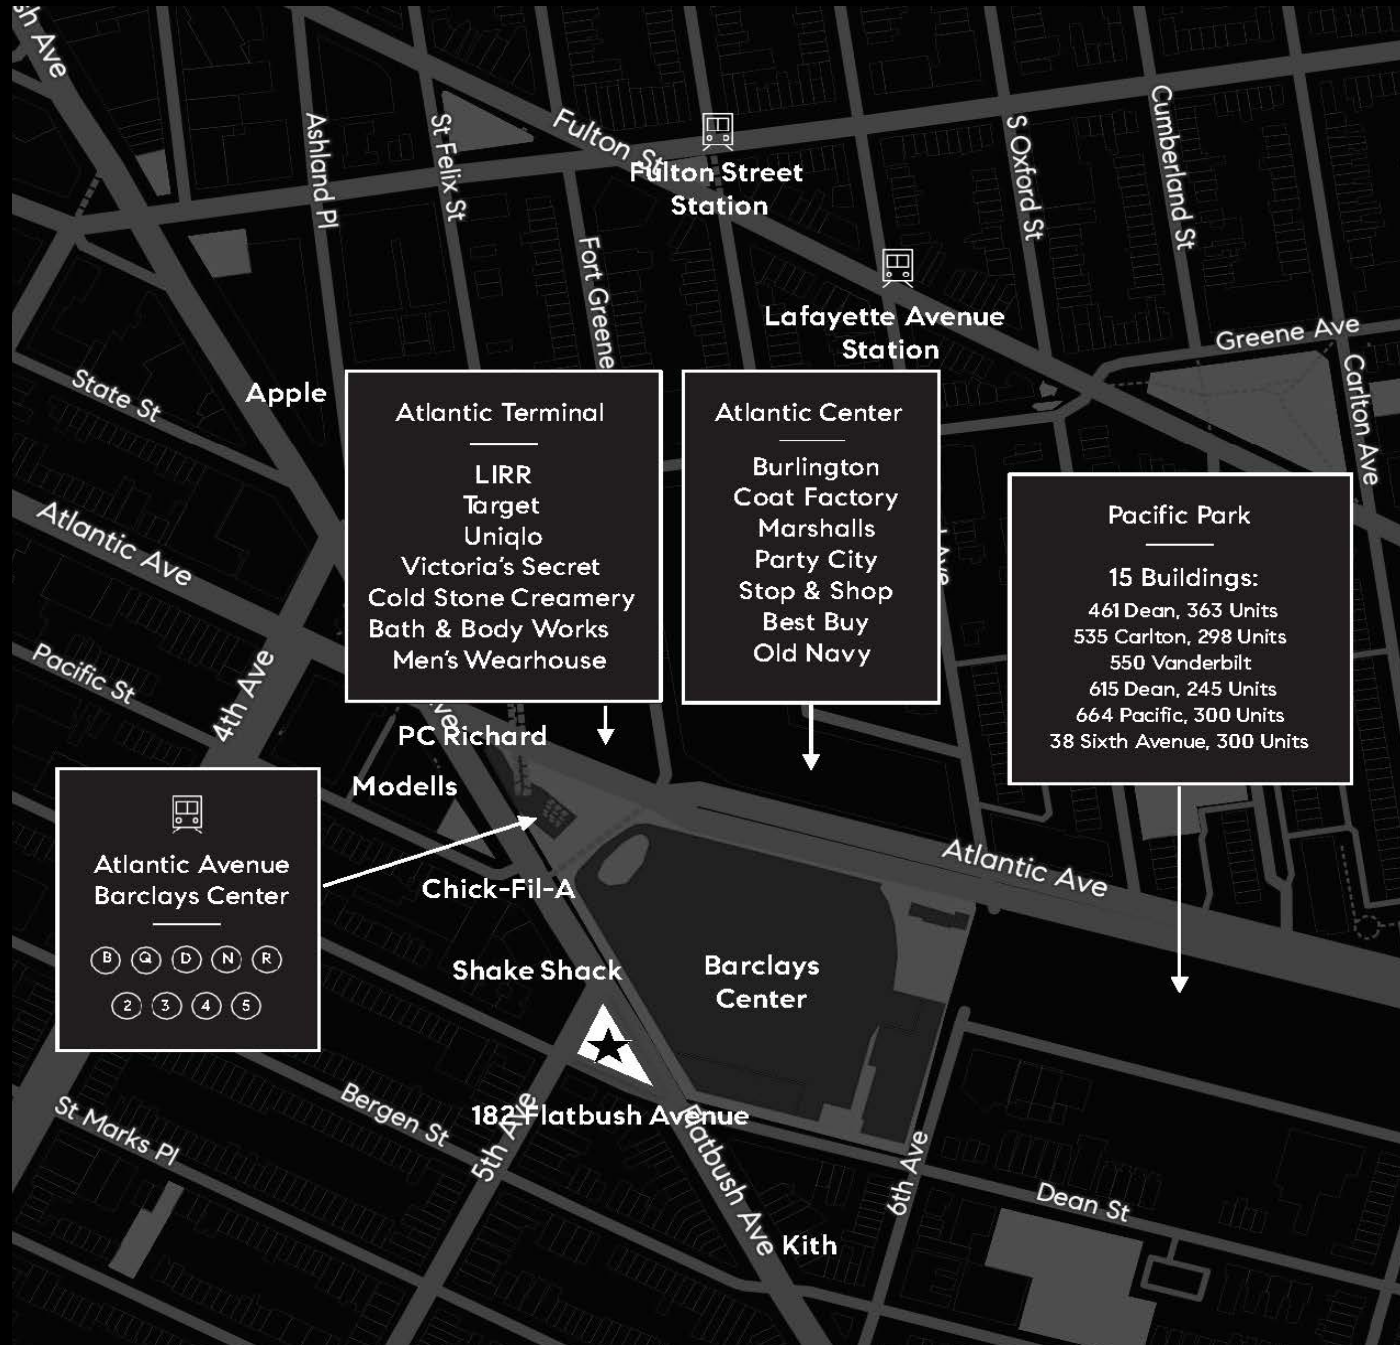 sh Ave
Ashland Pl
St Felix St
Fulton St
Fulton Street
Station
S Oxford St
Cumberland St
Fort Greene
Lafayette Avenue
Station
Greene Ave
Carlton Ave
State St
Apple
Atlantic Terminal
LIRR
Target
Uniqlo
Victoria's Secret
Cold Stone Creamery
Bath & Body Works
Men's Wearhouse
Atlantic Center
Burlington
Coat Factory
Marshalls
Party City
Stop & Shop
Best Buy
Old Navy
Pacific Park
15 Buildings:
461 Dean, 363 Units
535 Carlton, 298 Units
550 Vanderbilt
615 Dean, 245 Units
664 Pacific, 300 Units
38 Sixth Avenue, 300 Units
Atlantic Ave
Pacific St
4th Ave
Ave
PC Richard
Modells
Atlantic Avenue
Barclays Center
B Q D N R
2 3 4 5
Chick-Fil-A
Atlantic Ave
Shake Shack
Barclays
Center
182 Flatbush Avenue
Bergen St
St Marks Pl
5th Ave
Flatbush Ave
6th Ave
Dean St
Kith